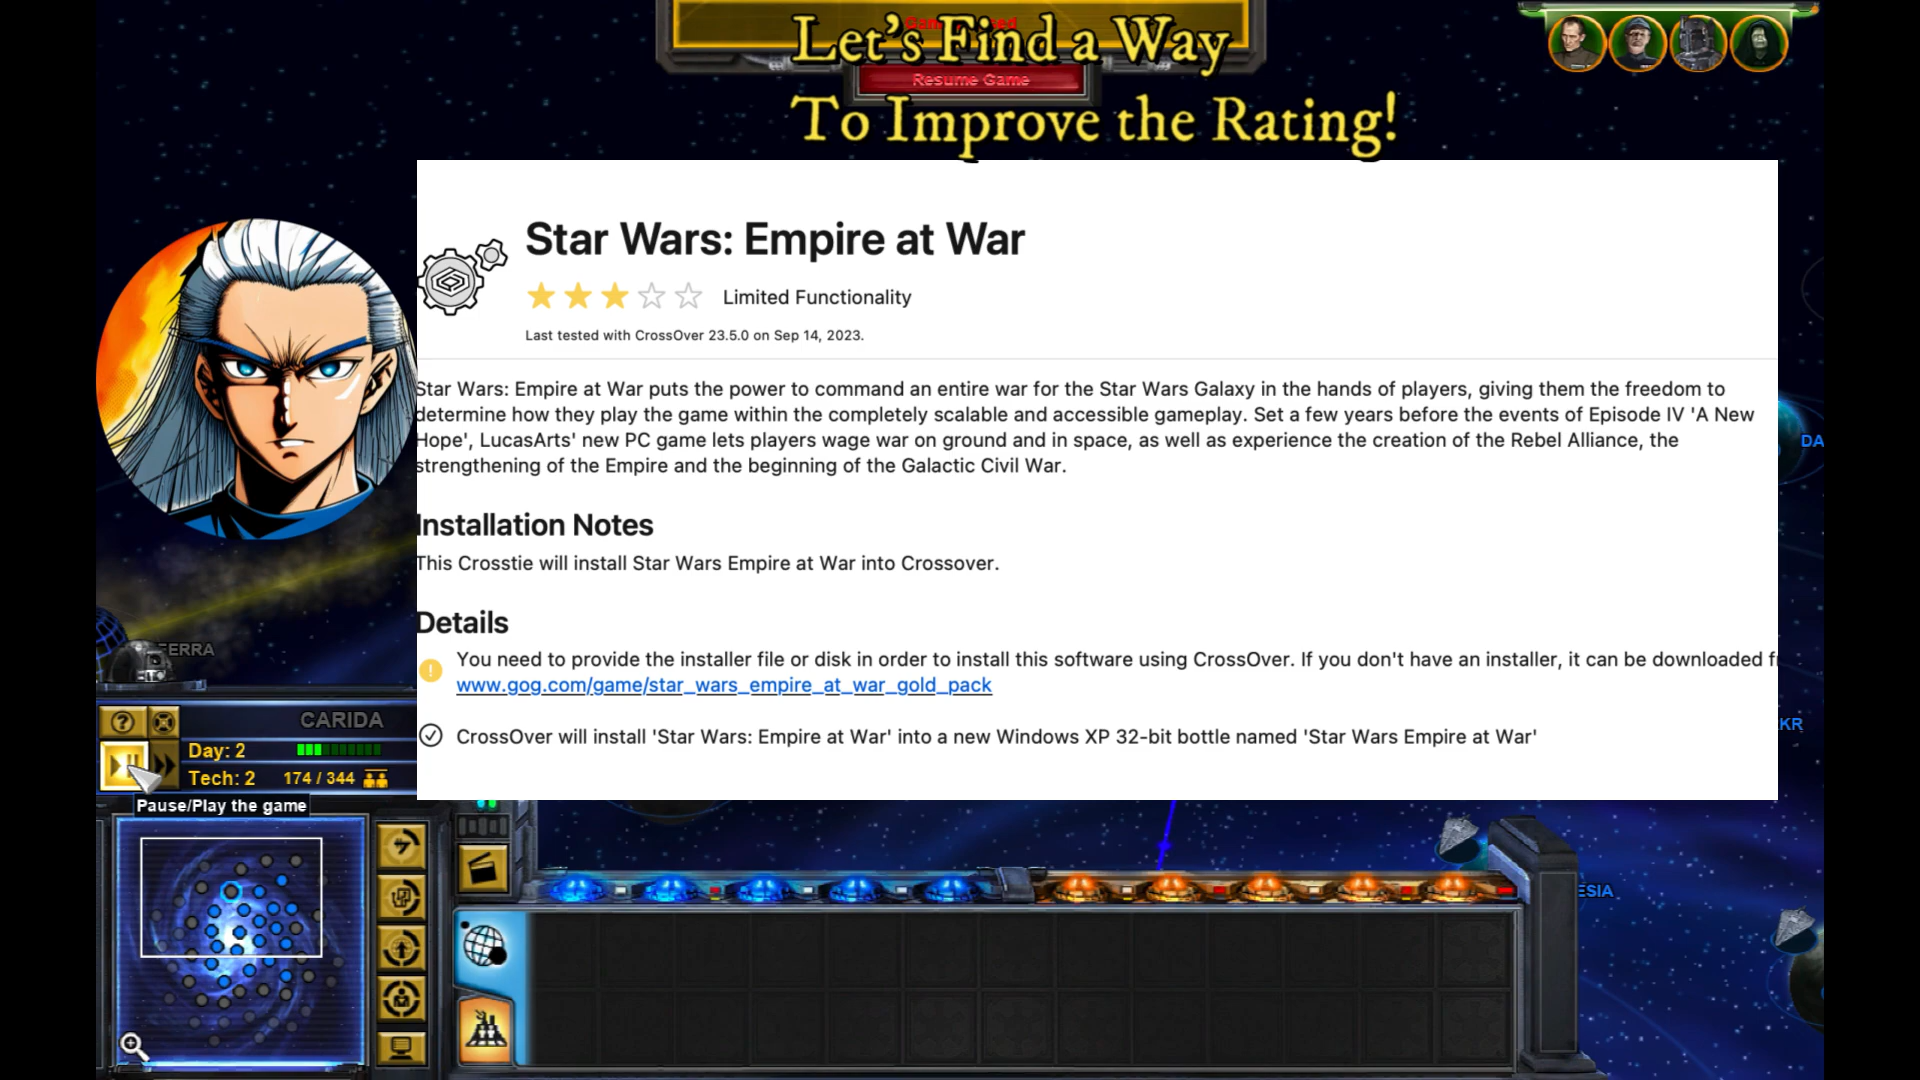 Let's Find a Way
Resume Game
To Improve the Rating!
Star Wars: Empire at War
Limited Functionality
Last tested with CrossOver 23.5.0 on Sep 14, 2023.
Star Wars: Empire at War puts the power to command an entire war for the Star Wars Galaxy in the hands of players, giving them the freedom to
determine how they play the game within the completely scalable and accessible gameplay. Set a few years before the events of Episode IV 'A New
Hope', LucasArts' new PC game lets players wage war on ground and in space, as well as experience the creation of the Rebel Alliance, the
strengthening of the Empire and the beginning of the Galactic Civil War.
DA
Installation Notes
This Crosstie will install Star Wars Empire at War into Crossover.
Details
ERRA
You need to provide the installer file or disk in order to install this software using CrossOver. If you don't have an installer, it can be downloaded f
www.gog.com/game/star_wars_empire_at_war_gold_pack
CrossOver will install 'Star Wars: Empire at War' into a new Windows XP 32-bit bottle named 'Star Wars Empire at War'
KR
CARIDA
Day: 2
Tech: 2 174 / 344
Pause/Play the game
ESIA